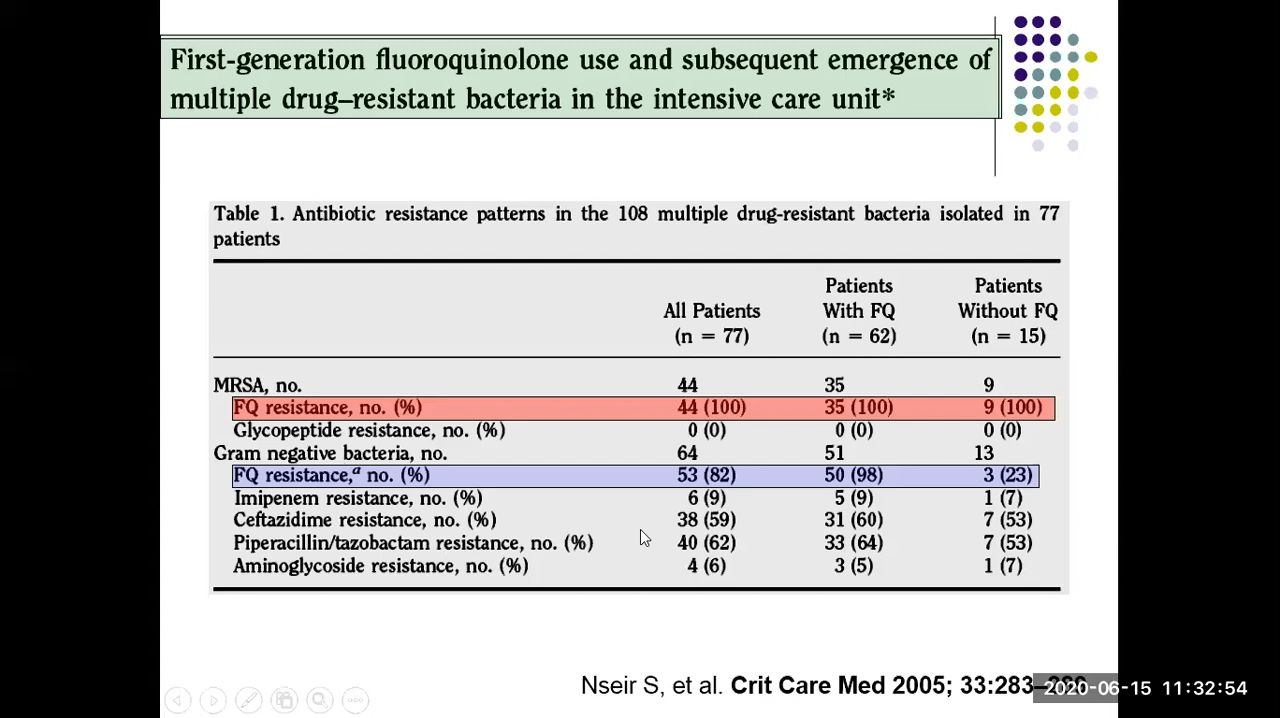 First-generation fluoroquinolone use and subsequent emergence of
multiple drug–resistant bacteria in the intensive care unit*
Table 1. Antibiotic resistance patterns in the 108 multiple drug-resistant bacteria isolated in 77
patients
Patients Patients
All Patients With FQ Without FQ
(n = 77) (n = 62) (n = 15)
MRSA, no. 44 35 9
FQ resistance, no. (%) 44 (100) 35 (100) 9 (100)
Glycopeptide resistance, no. (%) 0 (0) 0 (0) 0 (0)
Gram negative bacteria, no. 64 51 13
FQ resistance,a no. (%) 53 (82) 50 (98) 3 (23)
Imipenem resistance, no. (%) 6 (9) 5 (9) 1 (7)
Ceftazidime resistance, no. (%) 38 (59) 31 (60) 7 (53)
Piperacillin/tazobactam resistance, no. (%) 40 (62) 33 (64) 7 (53)
Aminoglycoside resistance, no. (%) 4 (6) 3 (5) 1 (7)
Nseir S, et al. Crit Care Med 2005; 33:283–
2020-06-15 11:32:54